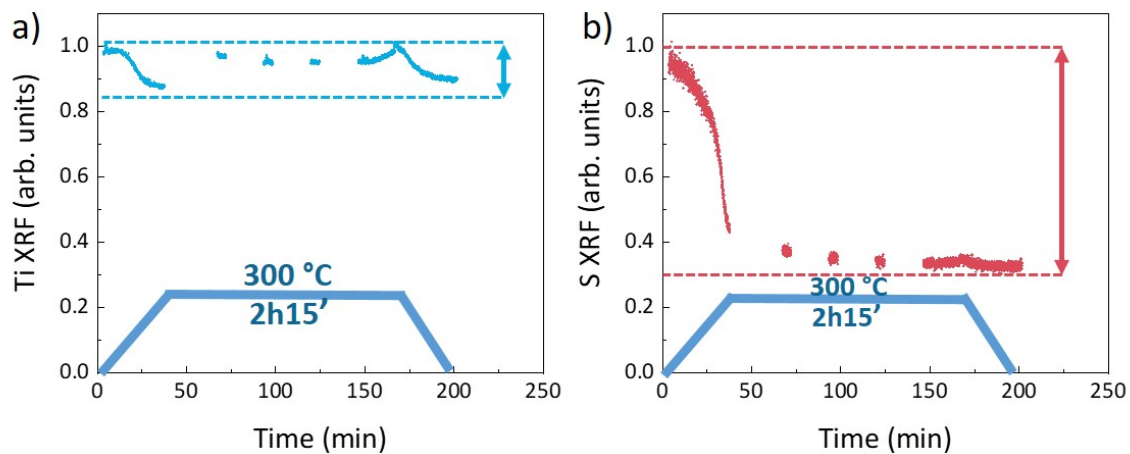 a)
Ti XRF (arb. units)
1.0
0.8
0.6
0.4
0.2
0.0
300 °C
2h15’
0 50 100 150 200 250
Time (min)
b)
S XRF (arb. units)
1.0
0.8
0.6
0.4
0.2
0.0
300 °C
2h15’
0 50 100 150 200 250
Time (min)